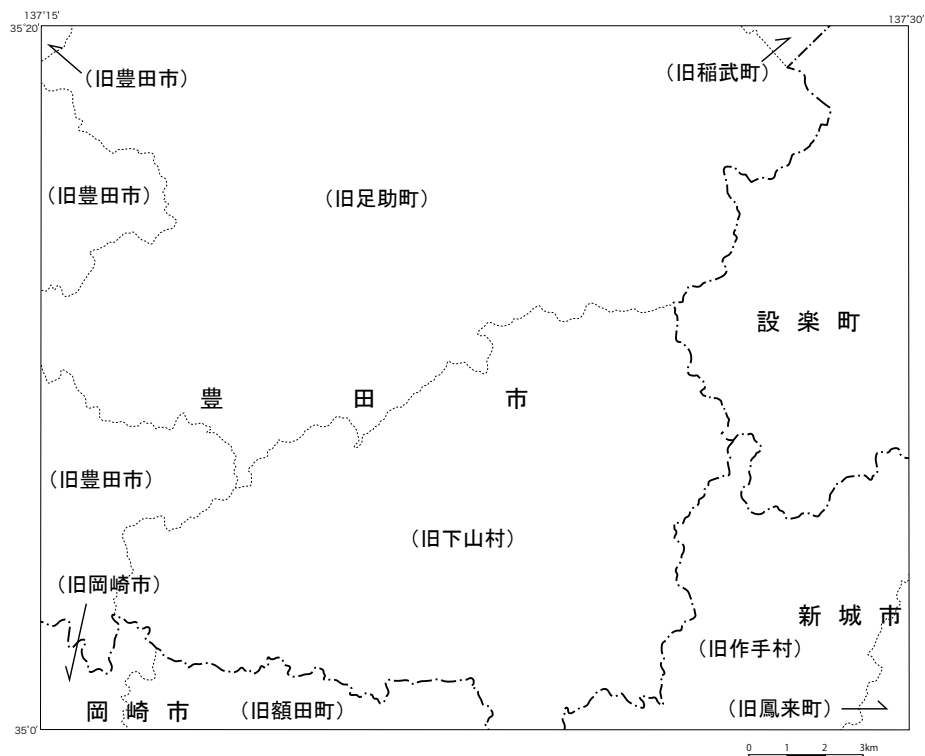 137˚15'
137˚30'
35˚20'
(旧豊田市)
(旧稲武町)
(旧豊田市)
(旧足助町)
設楽町
豊田市
(旧豊田市)
(旧下山村)
(旧岡崎市)
新城市
(旧作手村)
岡崎市
(旧額田町)
(旧鳳来町)
35˚0'
0 1 2 3km